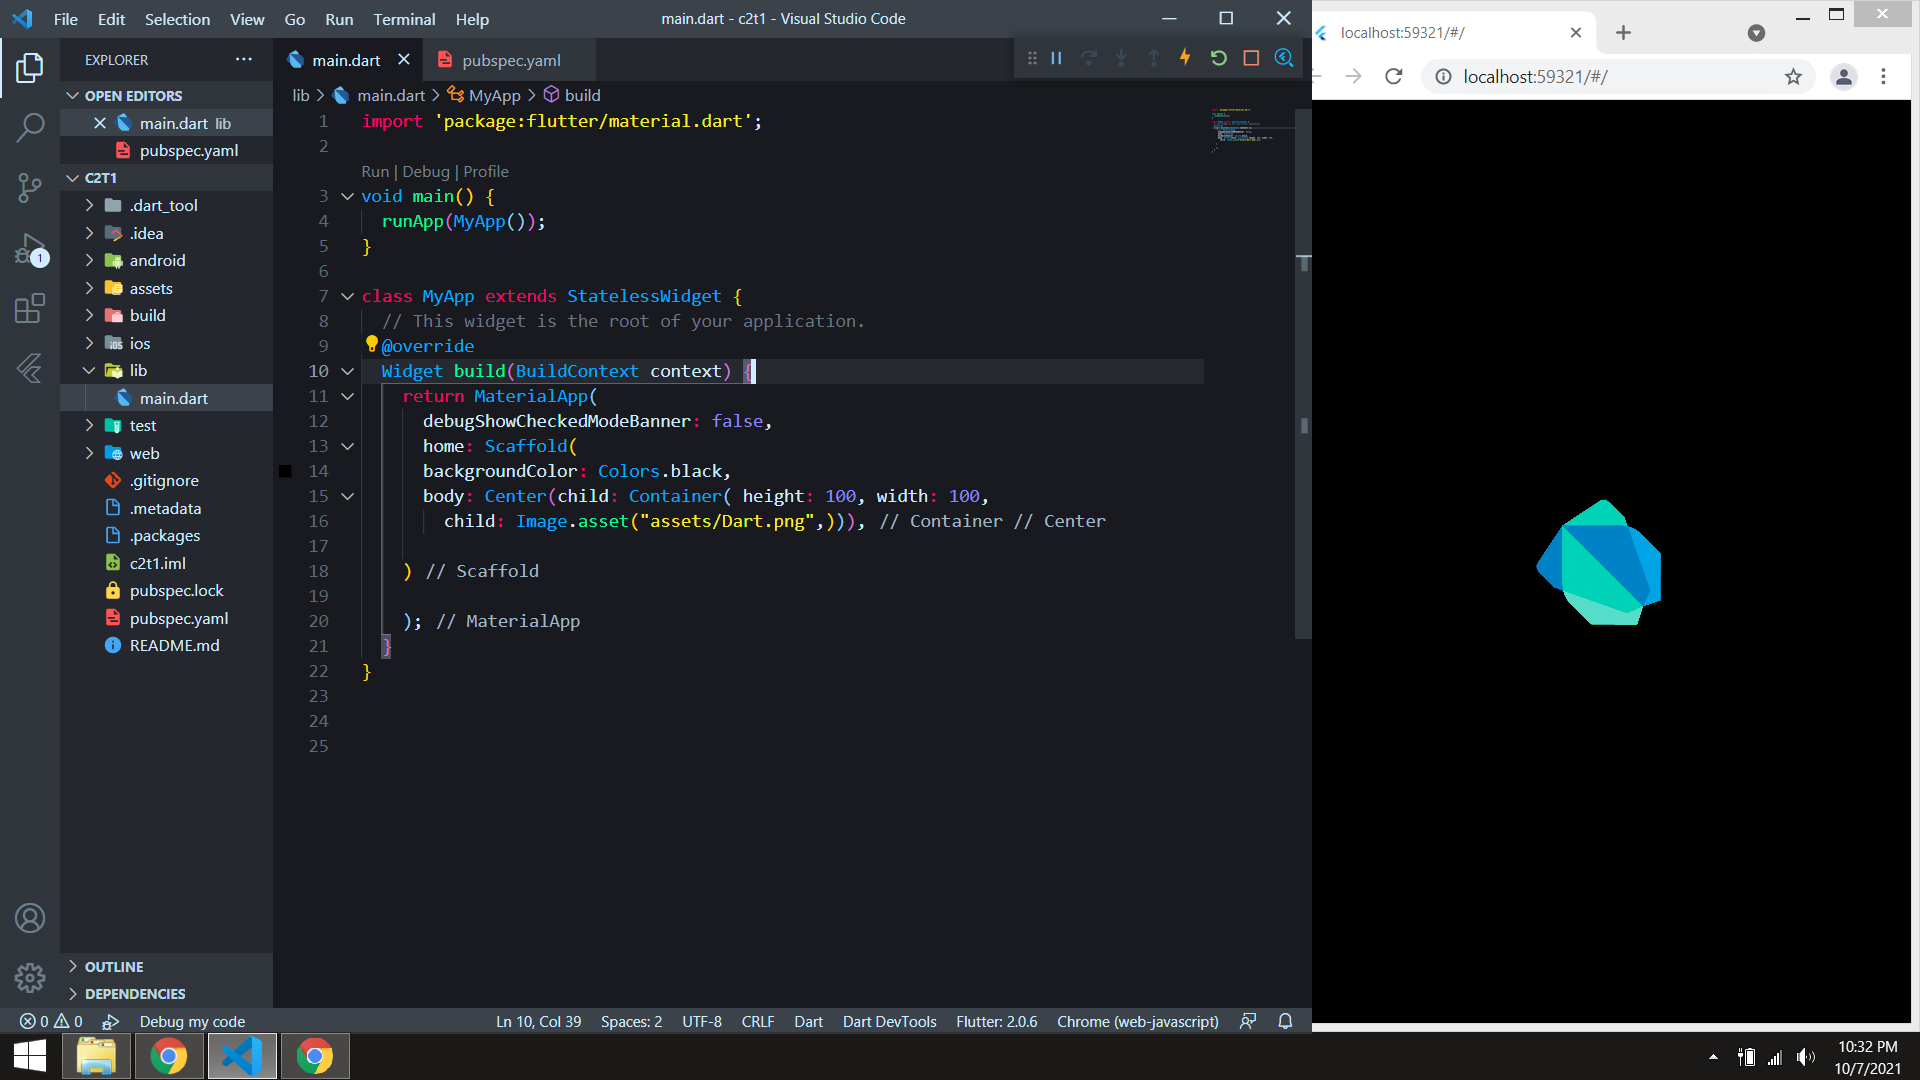 File Edit Selection View Go Run Terminal Help
main.dart - c2t1 - Visual Studio Code
EXPLORER
OPEN EDITORS
main.dart lib
pubspec.yaml
C2T1
.dart_tool
.idea
android
assets
build
ios
lib
main.dart
test
web
.gitignore
.metadata
.packages
c2t1.iml
pubspec.lock
pubspec.yaml
README.md
OUTLINE
DEPENDENCIES
1
main.dart
pubspec.yaml
lib > main.dart > MyApp > build
1 import 'package:flutter/material.dart';
2
Run | Debug | Profile
3 void main() {
4 runApp(MyApp());
5 }
6
7 class MyApp extends StatelessWidget {
8 // This widget is the root of your application.
9 @override
10 Widget build(BuildContext context) {
11 return MaterialApp(
12 debugShowCheckedModeBanner: false,
13 home: Scaffold(
14 backgroundColor: Colors.black,
15 body: Center(child: Container( height: 100, width: 100,
16 child: Image.asset("assets/Dart.png",))), // Container // Center
17
18 ) // Scaffold
19
20 ); // MaterialApp
21 }
22 }
23
24
25
0 0 Debug my code
Ln 10, Col 39 Spaces: 2 UTF-8 CRLF Dart Dart DevTools Flutter: 2.0.6 Chrome (web-javascript)
localhost:59321/#/
localhost:59321/#/
10:32 PM
10/7/2021